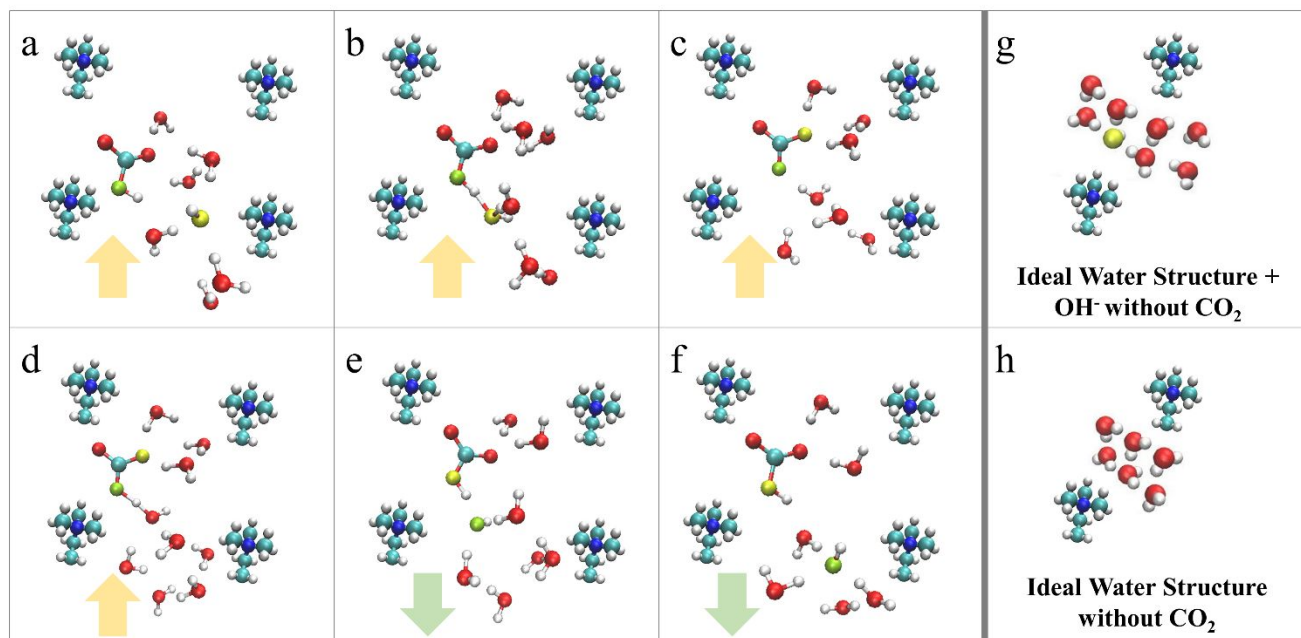 a
b
c
g
Ideal Water Structure +
OH⁻ without CO₂
d
e
f
h
Ideal Water Structure
without CO₂